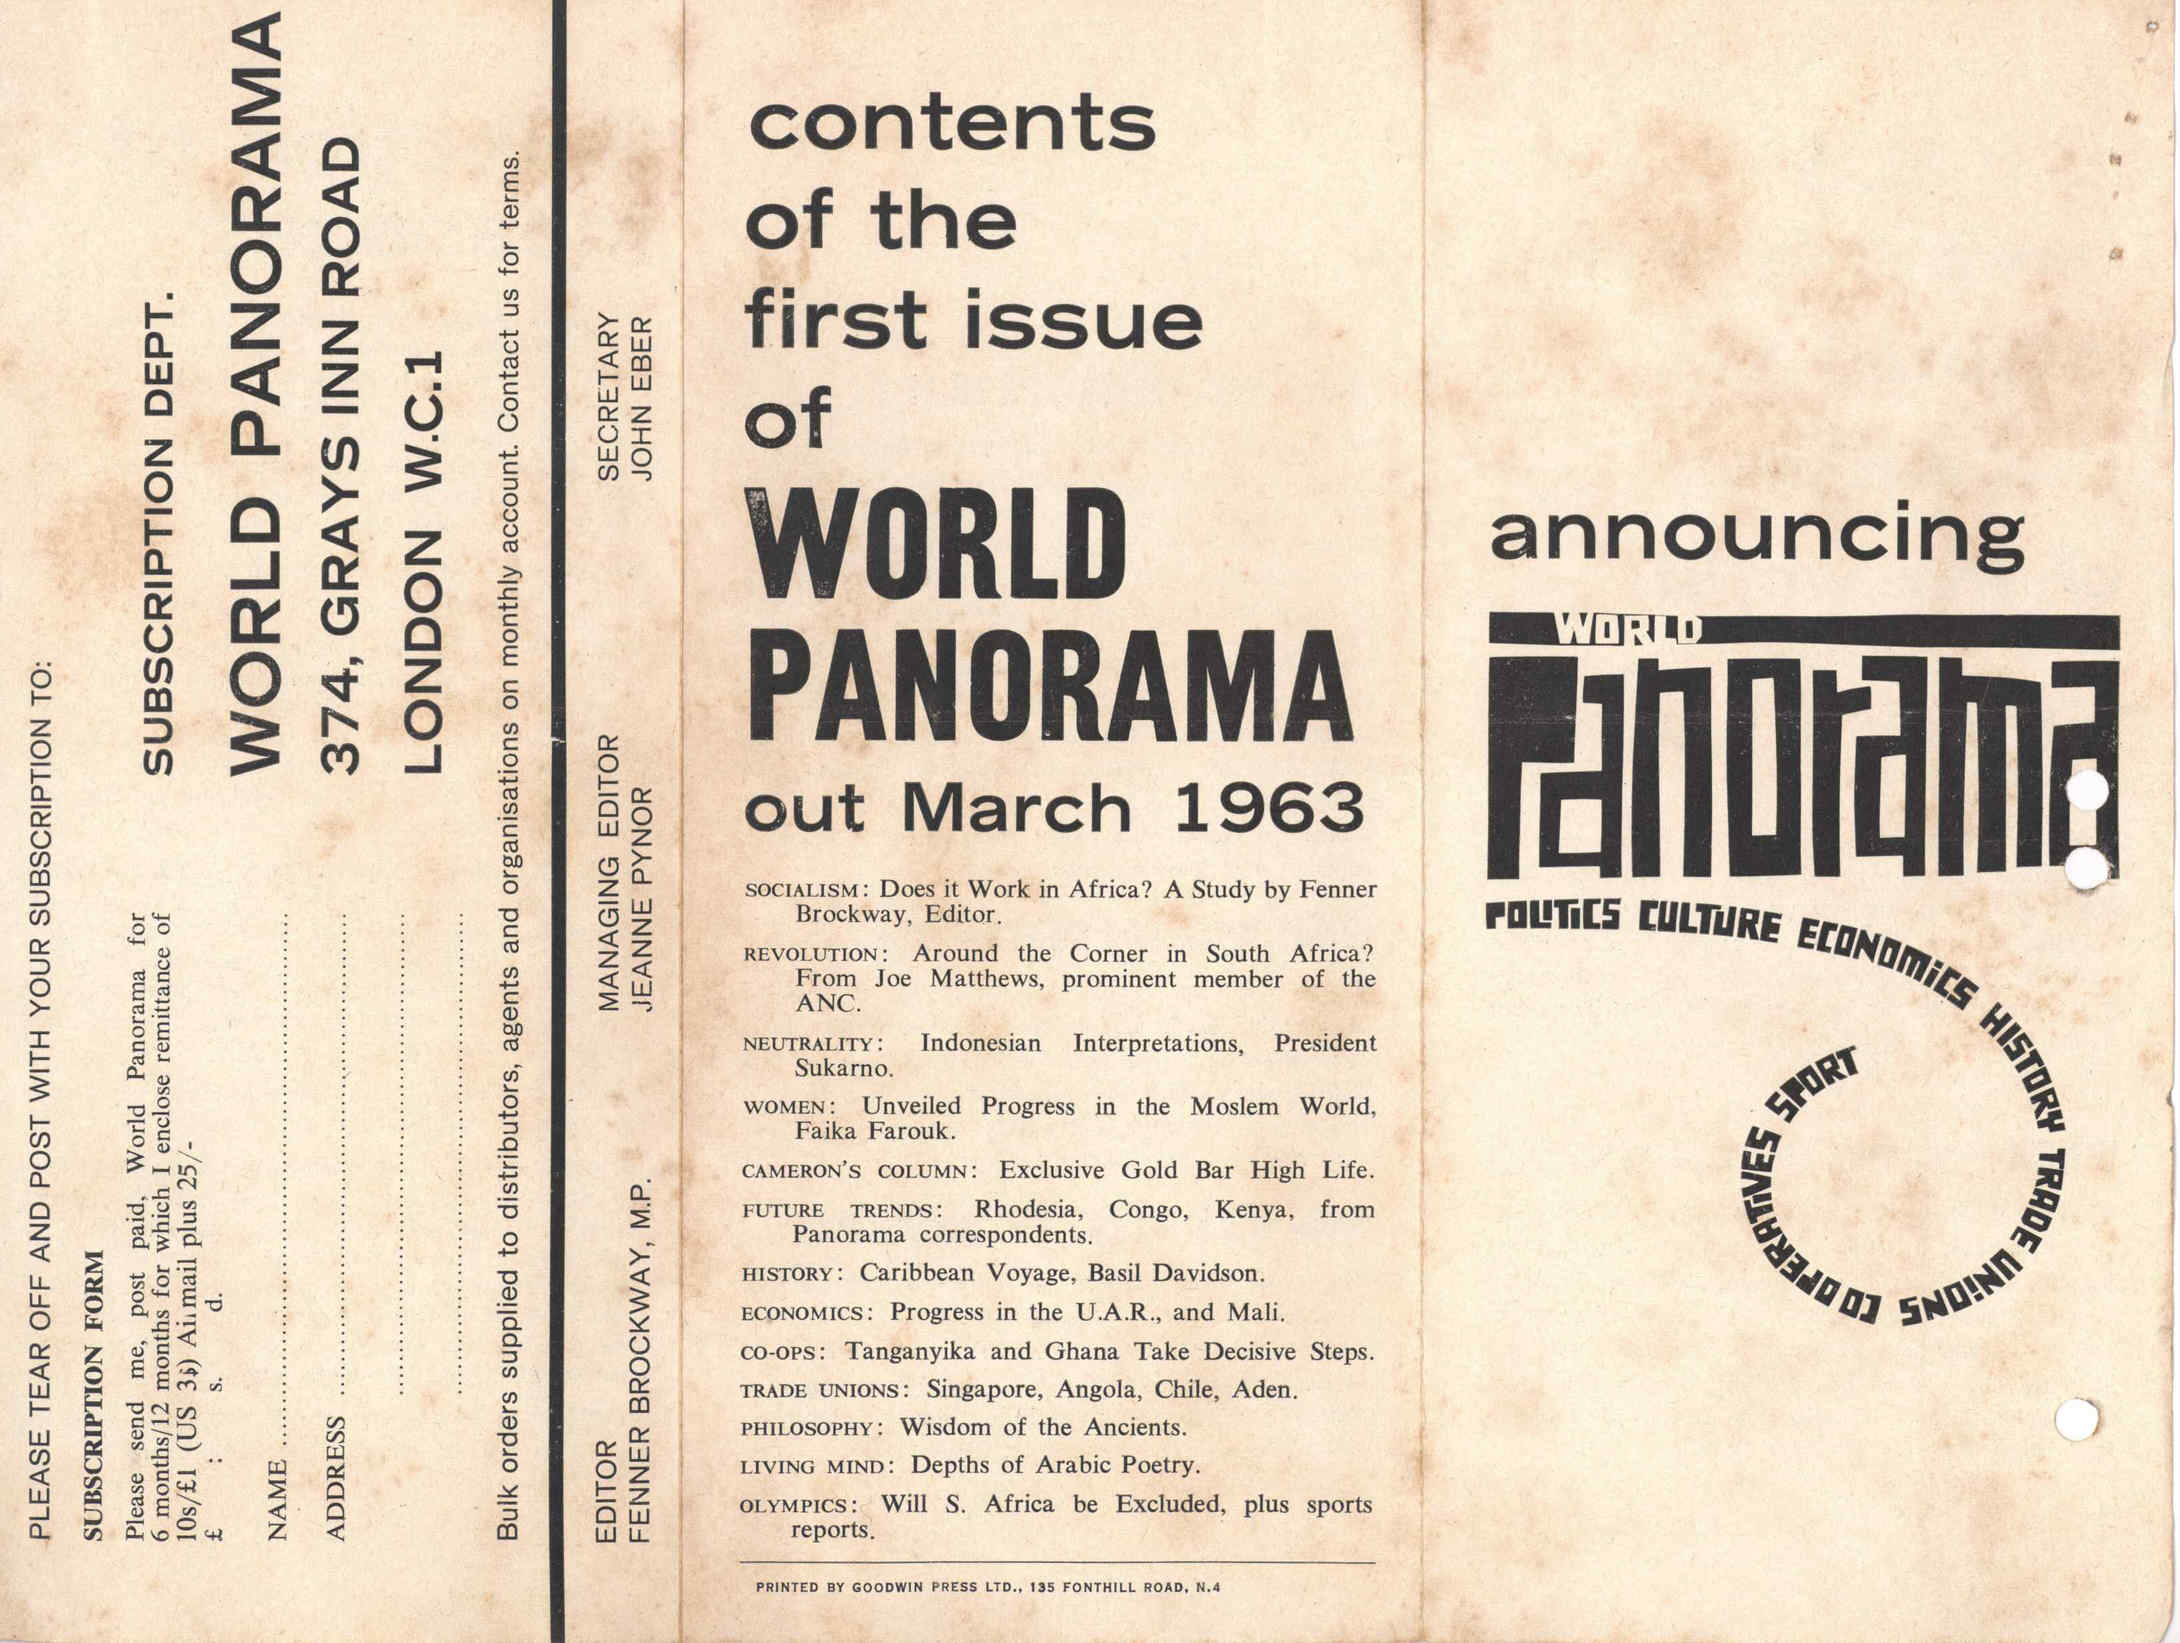 PLEASE TEAR OFF AND POST WITH YOUR SUBSCRIPTION TO:
SUBSCRIPTION FORM
Please send me, post paid, World Panorama for
6 months/12 months for which I enclose remittance of
10s/£1 (US 3$) Airmail plus 25/-
£ : s. d.
NAME
ADDRESS
SUBSCRIPTION DEPT.
WORLD PANORAMA
374, GRAYS INN ROAD
LONDON W.C.1
Bulk orders supplied to distributors, agents and organisations on monthly account. Contact us for terms.
EDITOR
FENNER BROCKWAY, M.P.
MANAGING EDITOR
JEANNE PYNOR
SECRETARY
JOHN EBER
contents
of the
first issue
of
WORLD
PANORAMA
out March 1963
SOCIALISM: Does it Work in Africa? A Study by Fenner
Brockway, Editor.
REVOLUTION: Around the Corner in South Africa?
From Joe Matthews, prominent member of the
ANC.
NEUTRALITY: Indonesian Interpretations, President
Sukarno.
WOMEN: Unveiled Progress in the Moslem World,
Faika Farouk.
CAMERON'S COLUMN: Exclusive Gold Bar High Life.
FUTURE TRENDS: Rhodesia, Congo, Kenya, from
Panorama correspondents.
HISTORY: Caribbean Voyage, Basil Davidson.
ECONOMICS: Progress in the U.A.R., and Mali.
CO-OPS: Tanganyika and Ghana Take Decisive Steps.
TRADE UNIONS: Singapore, Angola, Chile, Aden.
PHILOSOPHY: Wisdom of the Ancients.
LIVING MIND: Depths of Arabic Poetry.
OLYMPICS: Will S. Africa be Excluded, plus sports
reports.
PRINTED BY GOODWIN PRESS LTD., 135 FONTHILL ROAD, N.4
announcing
WORLD
Panorama
POLITICS CULTURE ECONOMICS HISTORY TRADE UNIONS COOPERATIVES SPORT